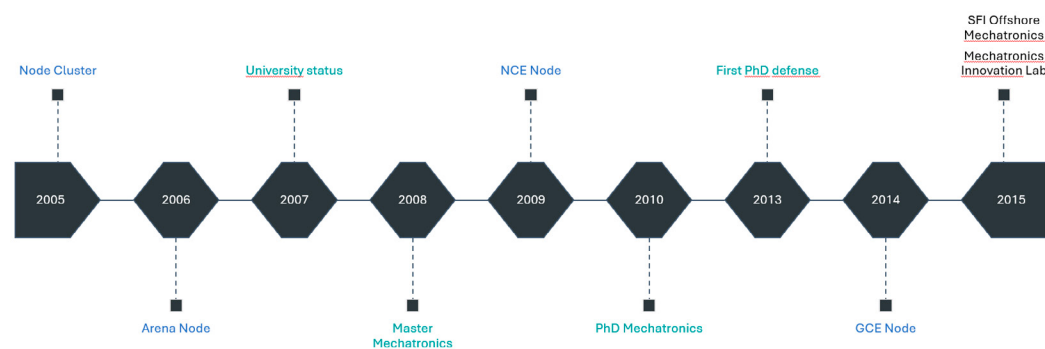 SFI Offshore
Mechatronics
Mechatronics
Innovation Lab
Node Cluster
University status
NCE Node
First PhD defense
2005
2006
2007
2008
2009
2010
2013
2014
2015
Arena Node
Master
Mechatronics
PhD Mechatronics
GCE Node